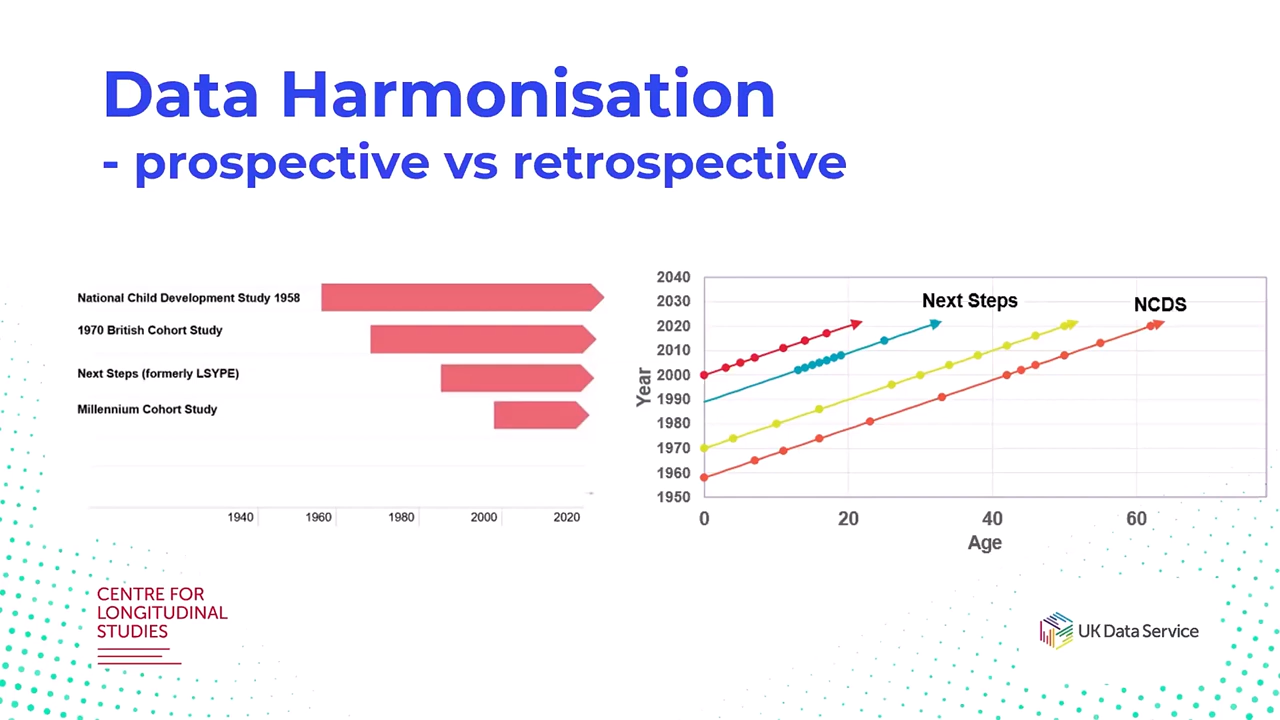 Data Harmonisation
- prospective vs retrospective
National Child Development Study 1958
1970 British Cohort Study
Next Steps (formerly LSYPE)
Millennium Cohort Study
1940 1960 1980 2000 2020
2040
2030
2020
2010
2000
1990
1980
1970
1960
1950
Year
Next Steps
NCDS
0 20 40 60
Age
CENTRE FOR
LONGITUDINAL
STUDIES
UK Data Service